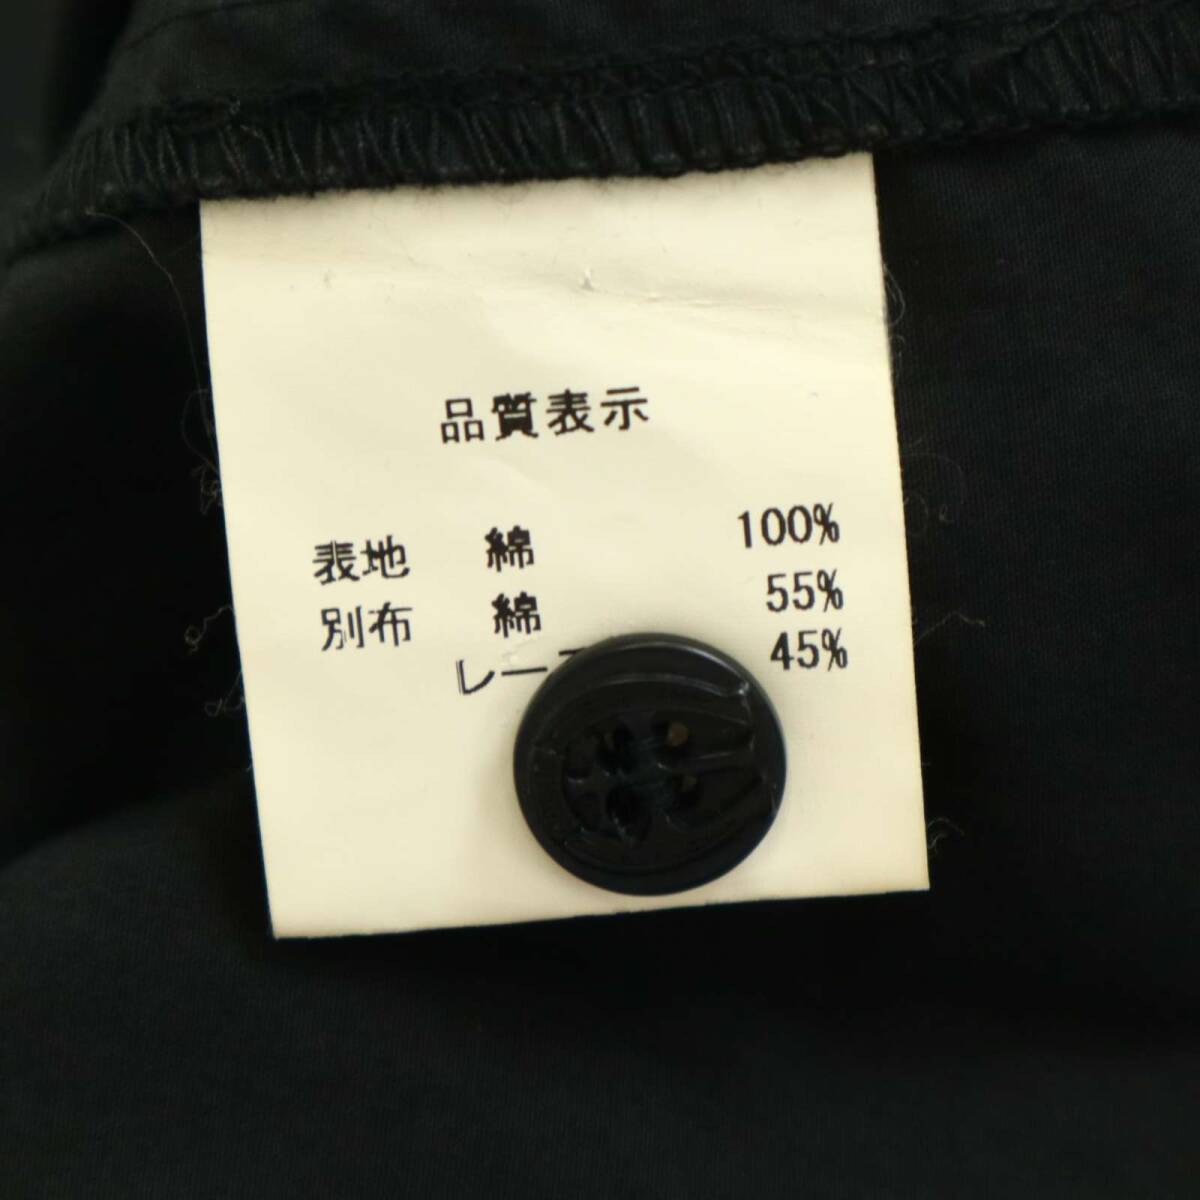 品質表示
表地 綿 100%
別布 綿 55%
45%